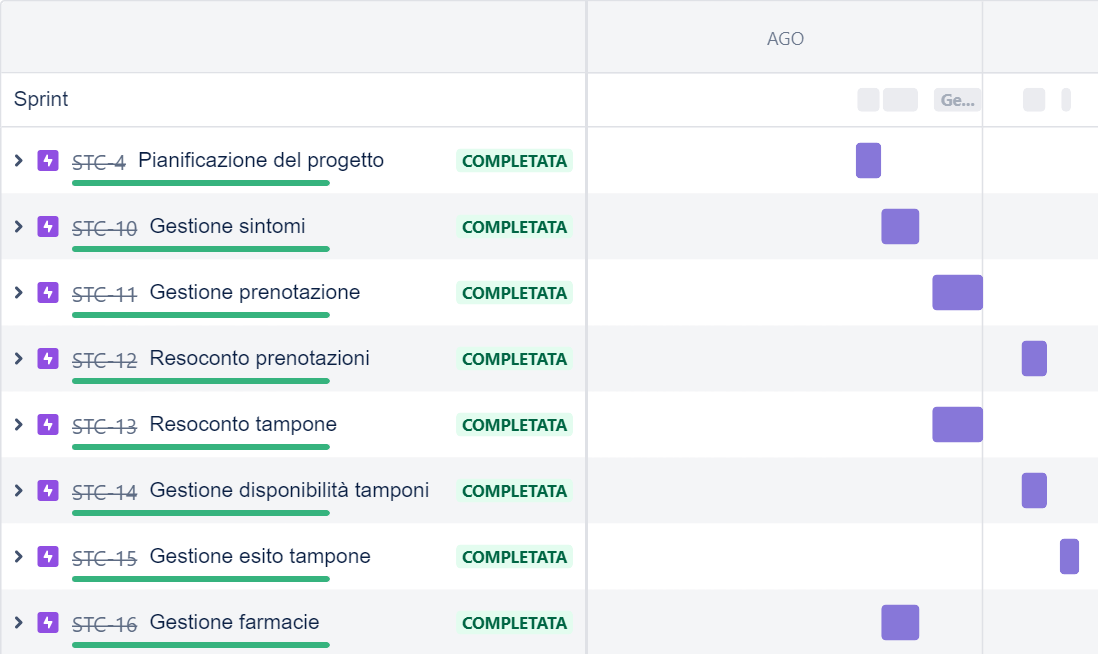 AGO
Sprint
Ge...
STC-4 Pianificazione del progetto COMPLETATA
STC-10 Gestione sintomi COMPLETATA
STC-11 Gestione prenotazione COMPLETATA
STC-12 Resoconto prenotazioni COMPLETATA
STC-13 Resoconto tampone COMPLETATA
STC-14 Gestione disponibilità tamponi COMPLETATA
STC-15 Gestione esito tampone COMPLETATA
STC-16 Gestione farmacie COMPLETATA